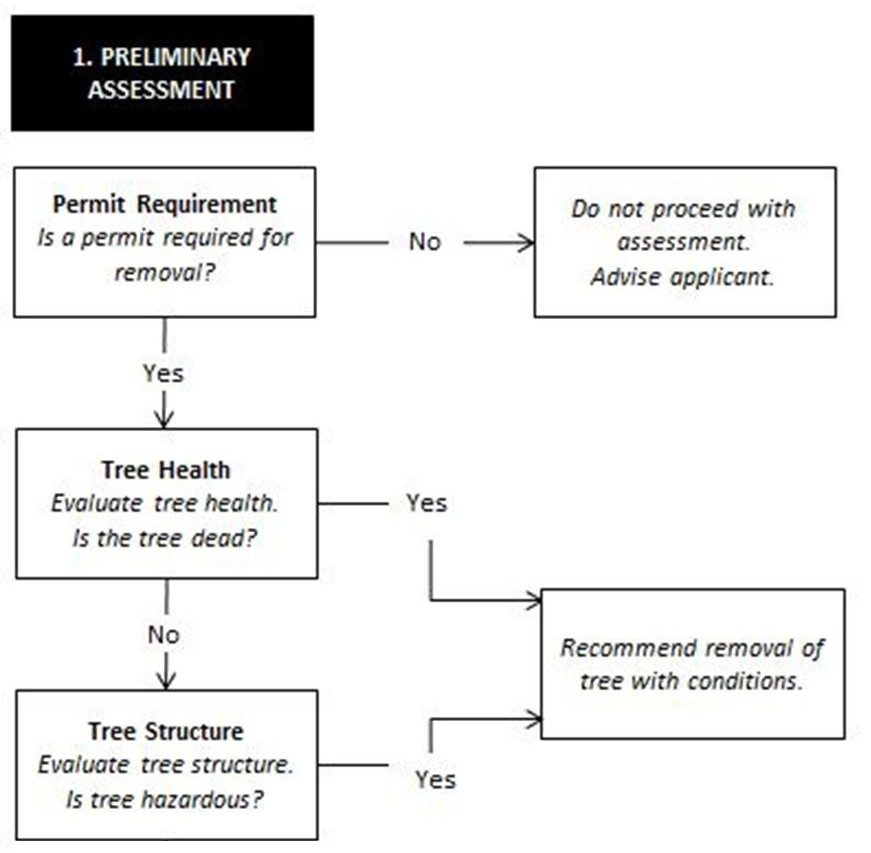 1. PRELIMINARY
ASSESSMENT
Permit Requirement
Is a permit required for
removal?
No
Do not proceed with
assessment.
Advise applicant.
Yes
Tree Health
Evaluate tree health.
Is the tree dead?
Yes
No
Recommend removal of
tree with conditions.
Tree Structure
Evaluate tree structure.
Is tree hazardous?
Yes